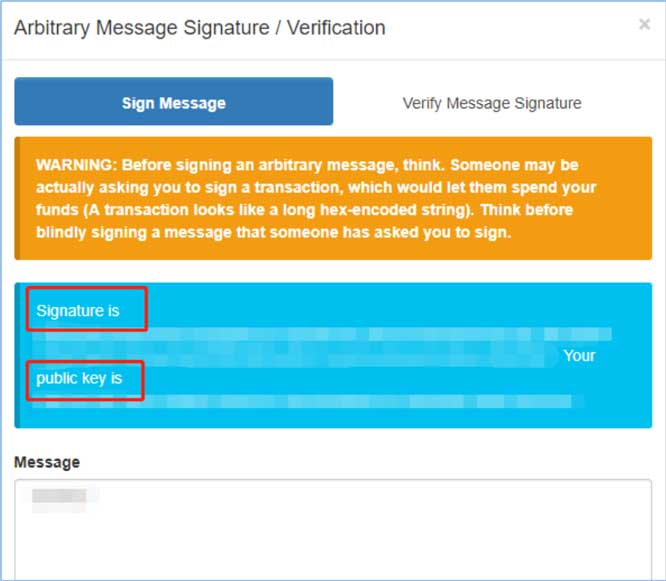 Arbitrary Message Signature / Verification
×
Sign Message
Verify Message Signature
WARNING: Before signing an arbitrary message, think. Someone may be
actually asking you to sign a transaction, which would let them spend your
funds (A transaction looks like a long hex-encoded string). Think before
blindly signing a message that someone has asked you to sign.
Signature is
Your
public key is
Message